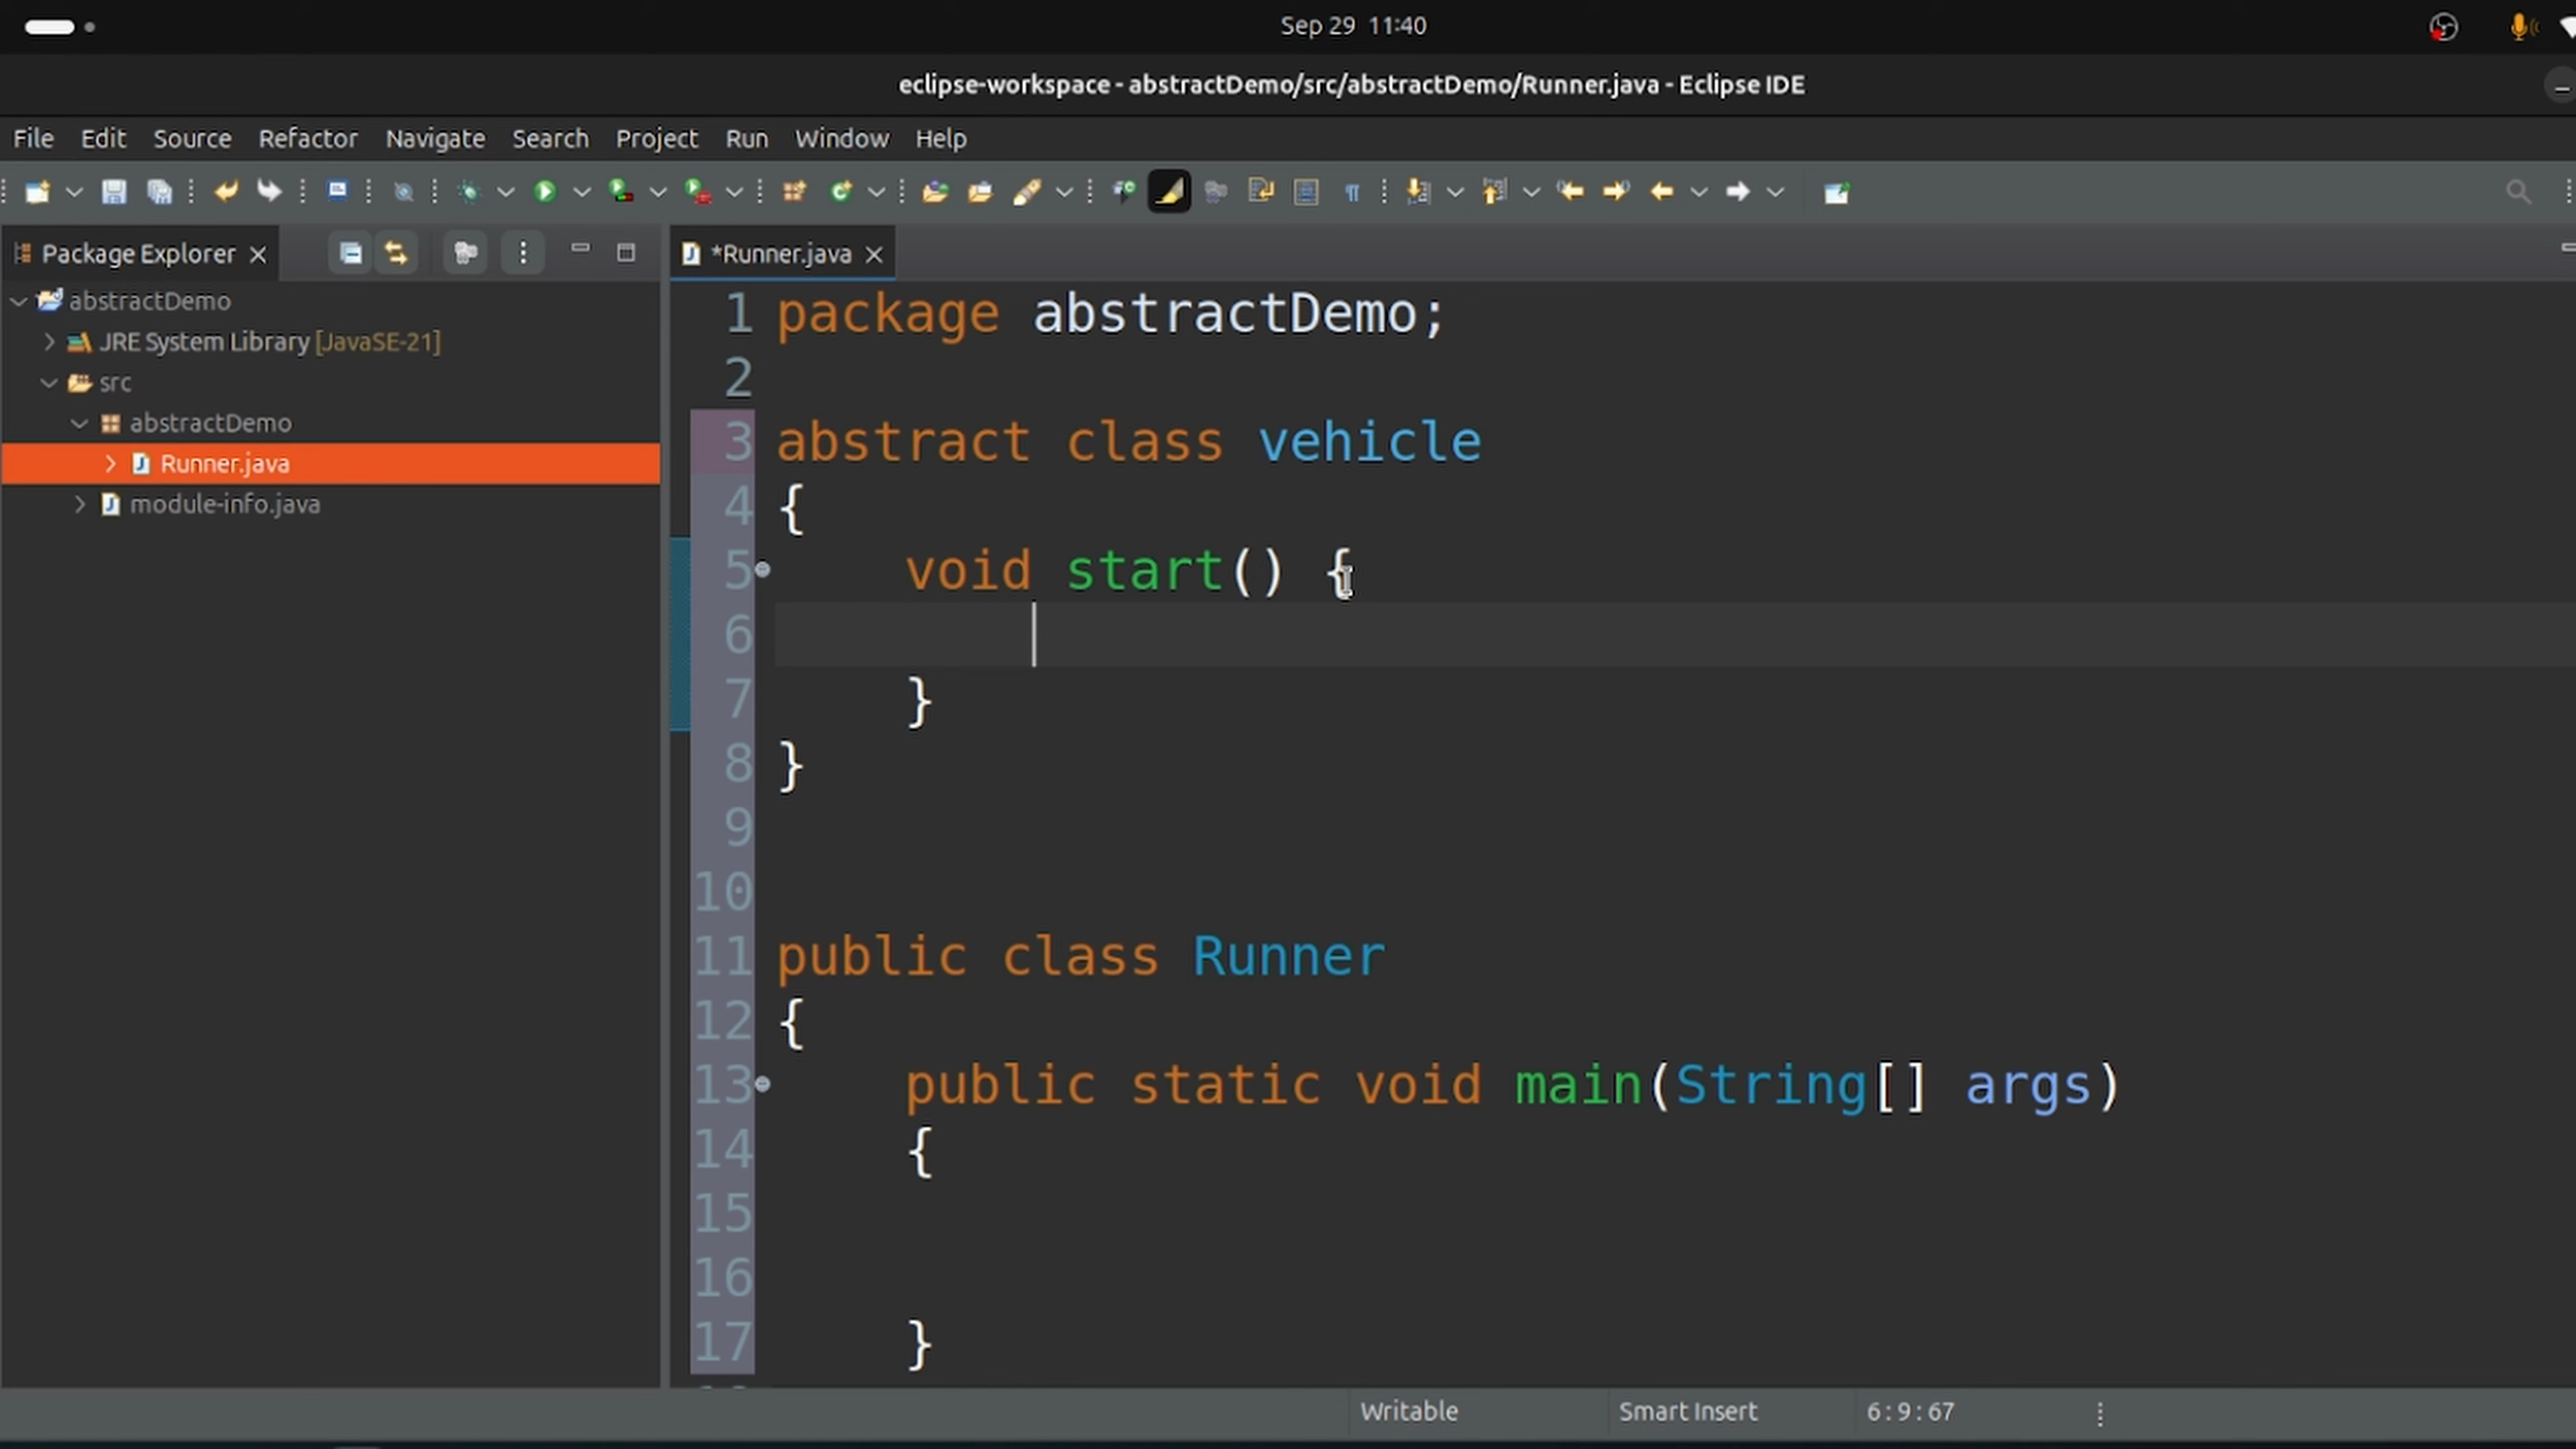 Sep 29 11:40
eclipse-workspace - abstractDemo/src/abstractDemo/Runner.java - Eclipse IDE
File Edit Source Refactor Navigate Search Project Run Window Help
Package Explorer
abstractDemo
JRE System Library [JavaSE-21]
src
abstractDemo
Runner.java
module-info.java
*Runner.java
1 package abstractDemo;
2
3 abstract class vehicle
4 {
5 void start() {
6
7 }
8 }
9
10
11 public class Runner
12 {
13 public static void main(String[] args)
14 {
15
16
17 }
Writable Smart Insert 6 : 9 : 67